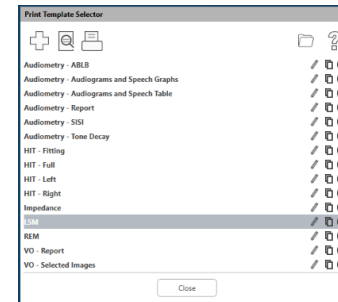 Print Template Selector
Audiometry - ABLB
Audiometry - Audiograms and Speech Graphs
Audiometry - Audiograms and Speech Table
Audiometry - Report
Audiometry - SISI
Audiometry - Tone Decay
HIT - Fitting
HIT - Full
HIT - Left
HIT - Right
Impedance
LSM
REM
VO - Report
VO - Selected Images
Close